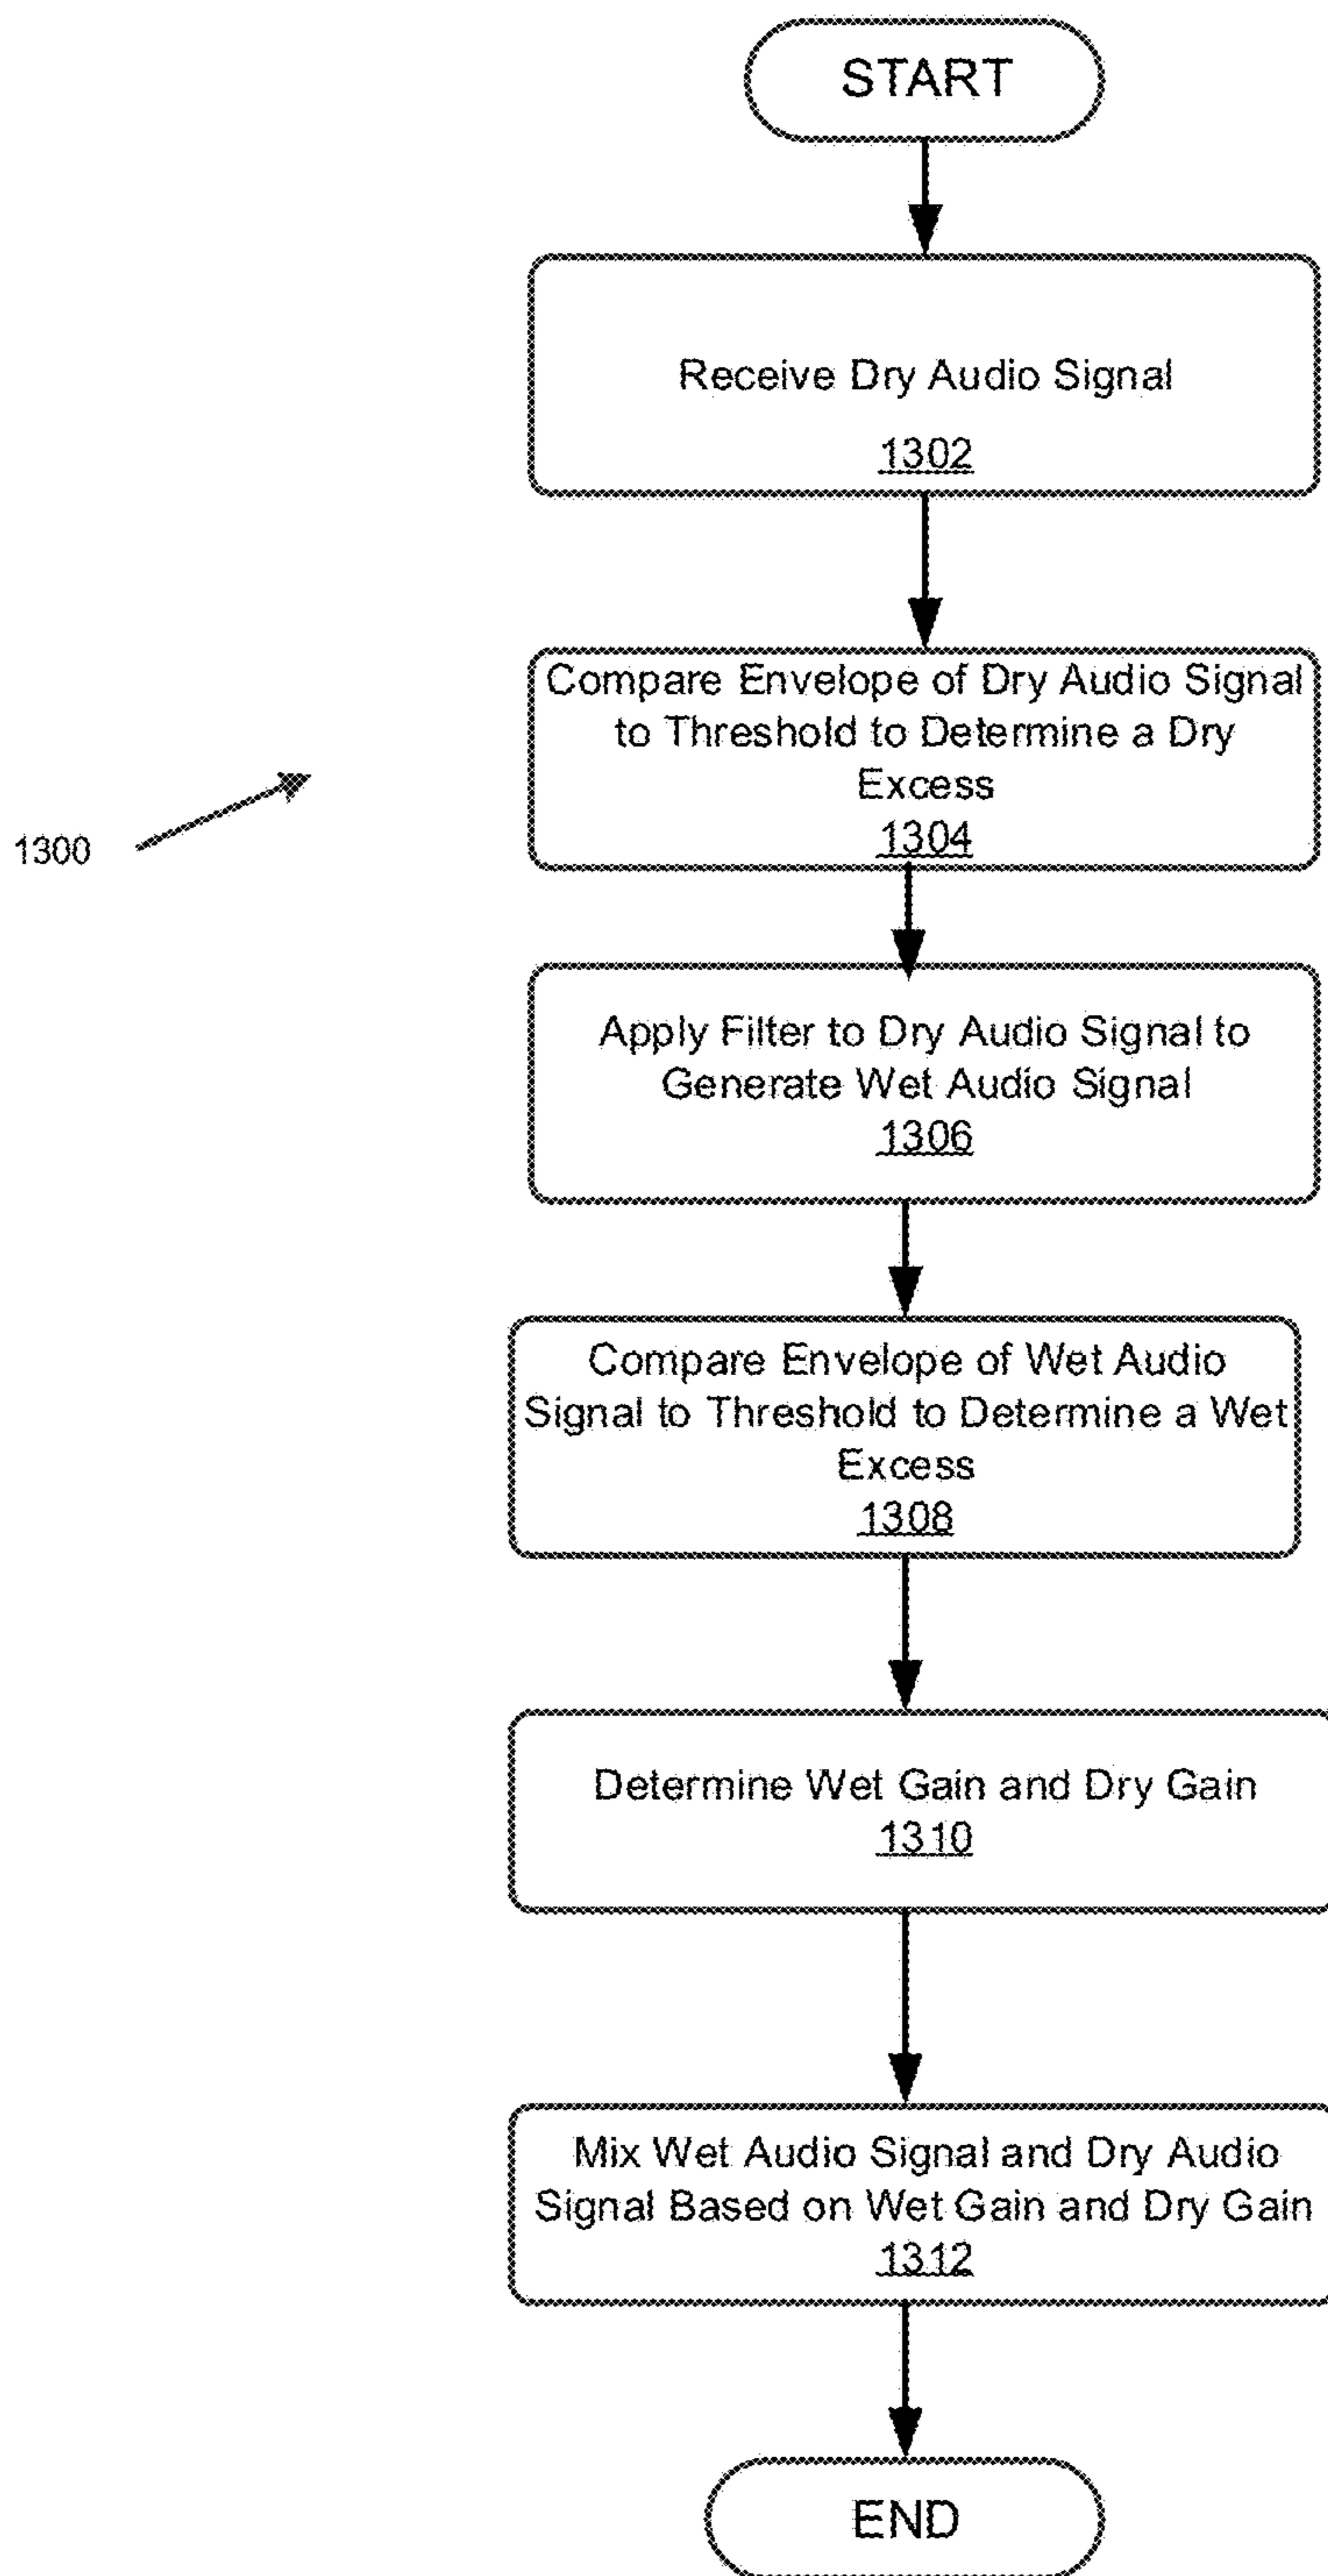 START
Receive Dry Audio Signal
1302
Compare Envelope of Dry Audio Signal
to Threshold to Determine a Dry
Excess
1304
1300
Apply Filter to Dry Audio Signal to
Generate Wet Audio Signal
1306
Compare Envelope of Wet Audio
Signal to Threshold to Determine a Wet
Excess
1308
Determine Wet Gain and Dry Gain
1310
Mix Wet Audio Signal and Dry Audio
Signal Based on Wet Gain and Dry Gain
1312
END